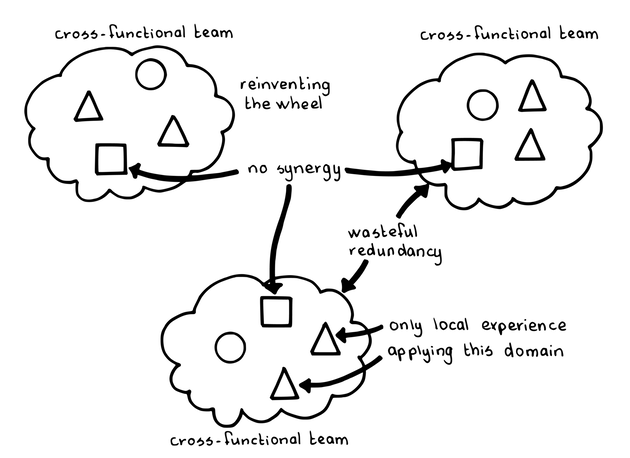 cross-functional team
cross-functional team
reinventing
the wheel
no synergy
wasteful
redundancy
only local experience
applying this domain
cross-functional team